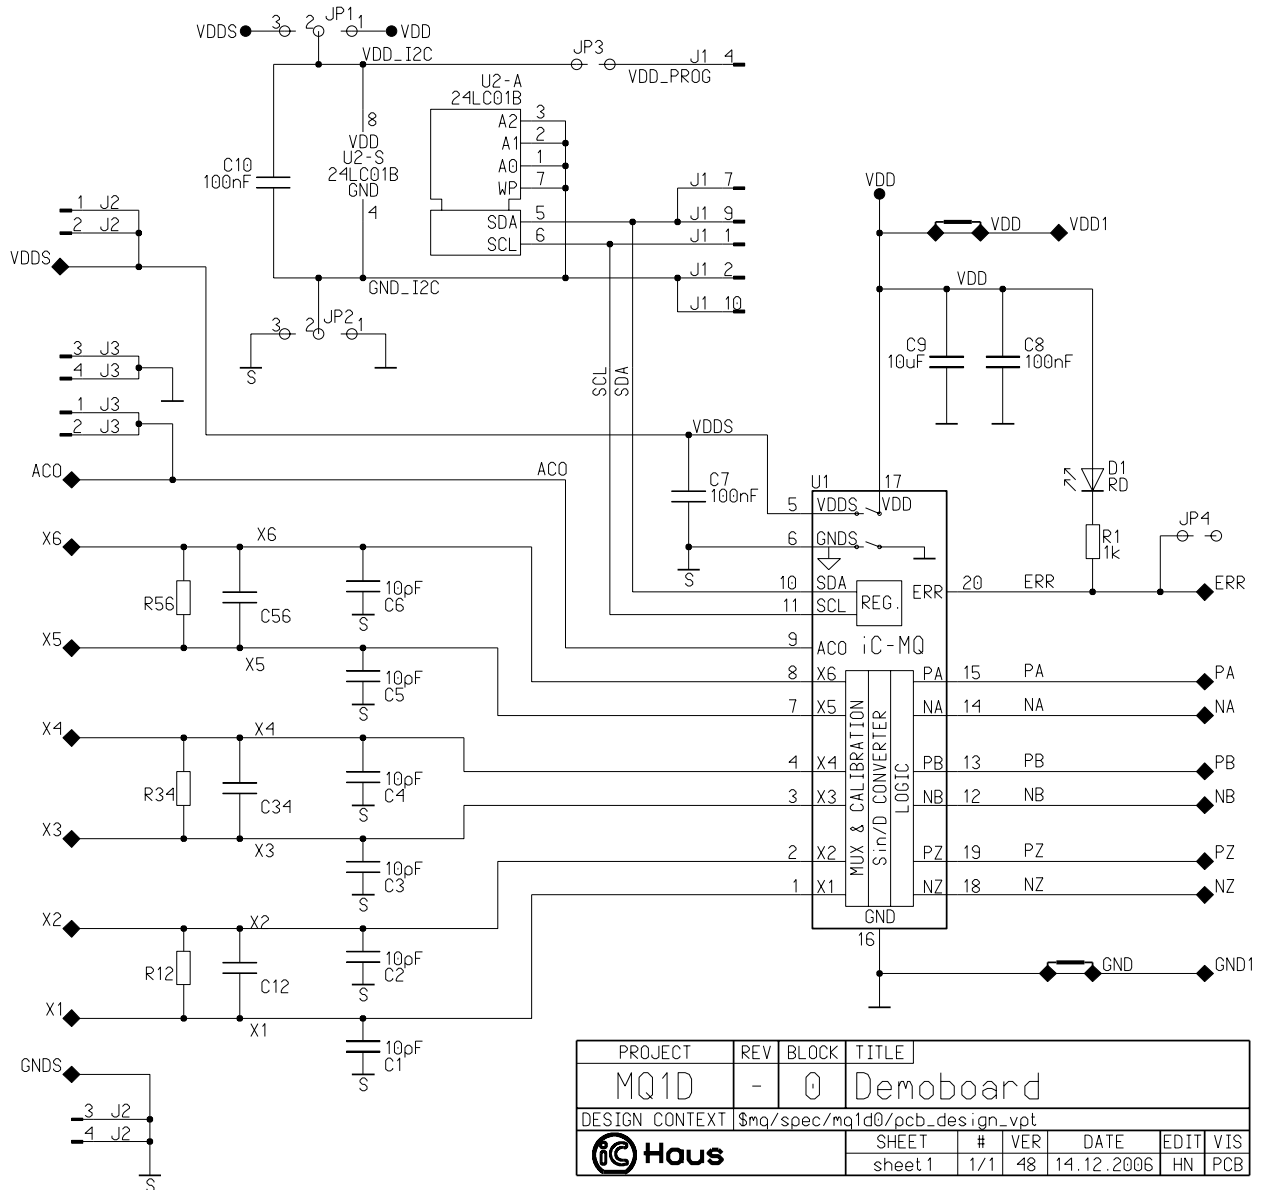 3 2 JP1 1
VDDS VDD
VDD_I2C
JP3
J1 4
VDD_PROG
U2-A
24LC01B
A2 3
A1 2
A0 1
WP 7
SDA 5
SCL 6
8
VDD
U2-S
24LC01B
GND
4
C10
100nF
J1 7
J1 9
J1 1
J1 2
J1 10
GND_I2C
3 2 JP2 1
S
1 J2
2 J2
VDDS
3 J3
4 J3
1 J3
2 J3
ACO
ACO
SCL
SDA
VDDS
C7
100nF
S
VDD
VDD VDD1
VDD
C9
10uF
C8
100nF
D1
RD
R1
1k
JP4
U1 17
5 VDDS VDD
6 GNDS
10 SDA
11 SCL
REG.
ERR 20 ERR ERR
9 ACO
iC-MQ
8 X6
7 X5
4 X4
3 X3
2 X2
1 X1
MUX & CALIBRATION
Sin/D CONVERTER
LOGIC
PA 15 PA PA
NA 14 NA NA
PB 13 PB PB
NB 12 NB NB
PZ 19 PZ PZ
NZ 18 NZ NZ
GND
16
GND GND1
X6 X6
R56 C56
10pF
C6
S
X5 X5
10pF
C5
S
X4 X4
R34 C34
10pF
C4
S
X3 X3
10pF
C3
S
X2 X2
R12 C12
10pF
C2
S
X1 X1
10pF
C1
S
GNDS
3 J2
4 J2
S
PROJECT REV BLOCK TITLE
MQ1D - 0 Demoboard
DESIGN CONTEXT $mq/spec/mq1d0/pcb_design_vpt
iC Haus
SHEET # VER DATE EDIT VIS
sheet1 1/1 48 14.12.2006 HN PCB